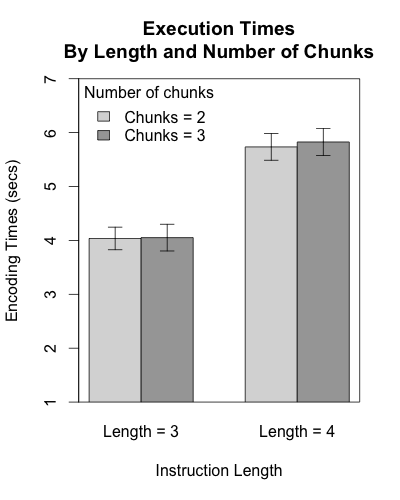 Execution Times
By Length and Number of Chunks
Number of chunks
Chunks = 2
Chunks = 3
Encoding Times (secs)
7
6
5
4
3
2
1
Length = 3
Length = 4
Instruction Length